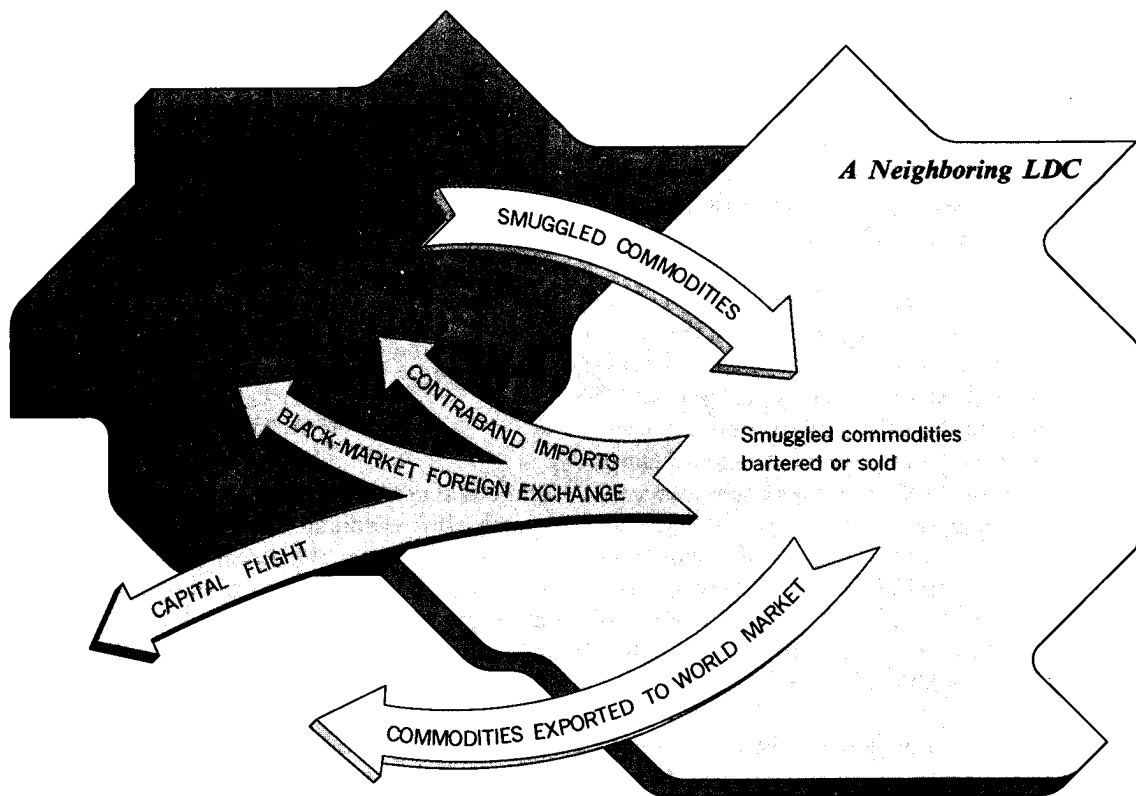 A Neighboring LDC
SMUGGLED COMMODITIES
CONTRABAND IMPORTS
BLACK-MARKET FOREIGN EXCHANGE
Smuggled commodities
bartered or sold
CAPITAL FLIGHT
COMMODITIES EXPORTED TO WORLD MARKET